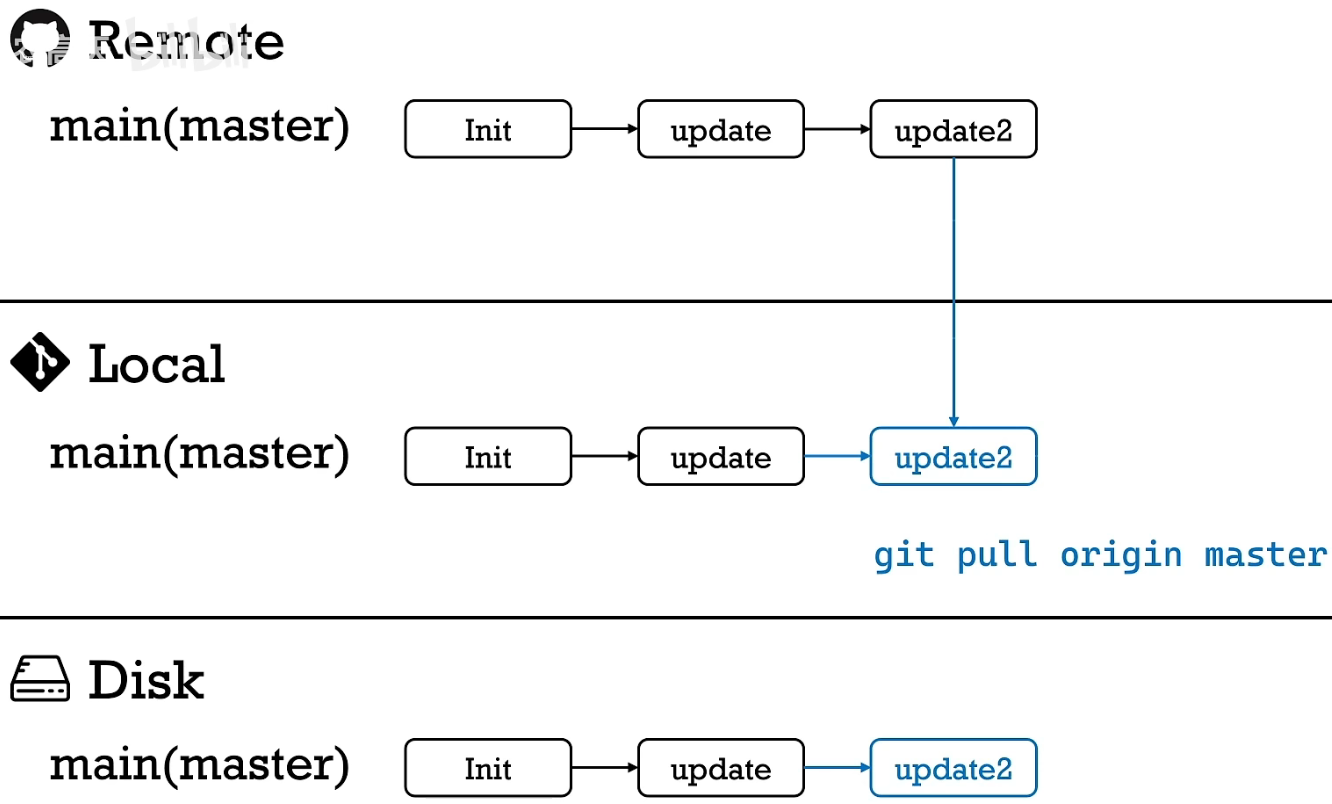 Remote
main(master)
Init
update
update2
Local
main(master)
Init
update
update2
git pull origin master
Disk
main(master)
Init
update
update2